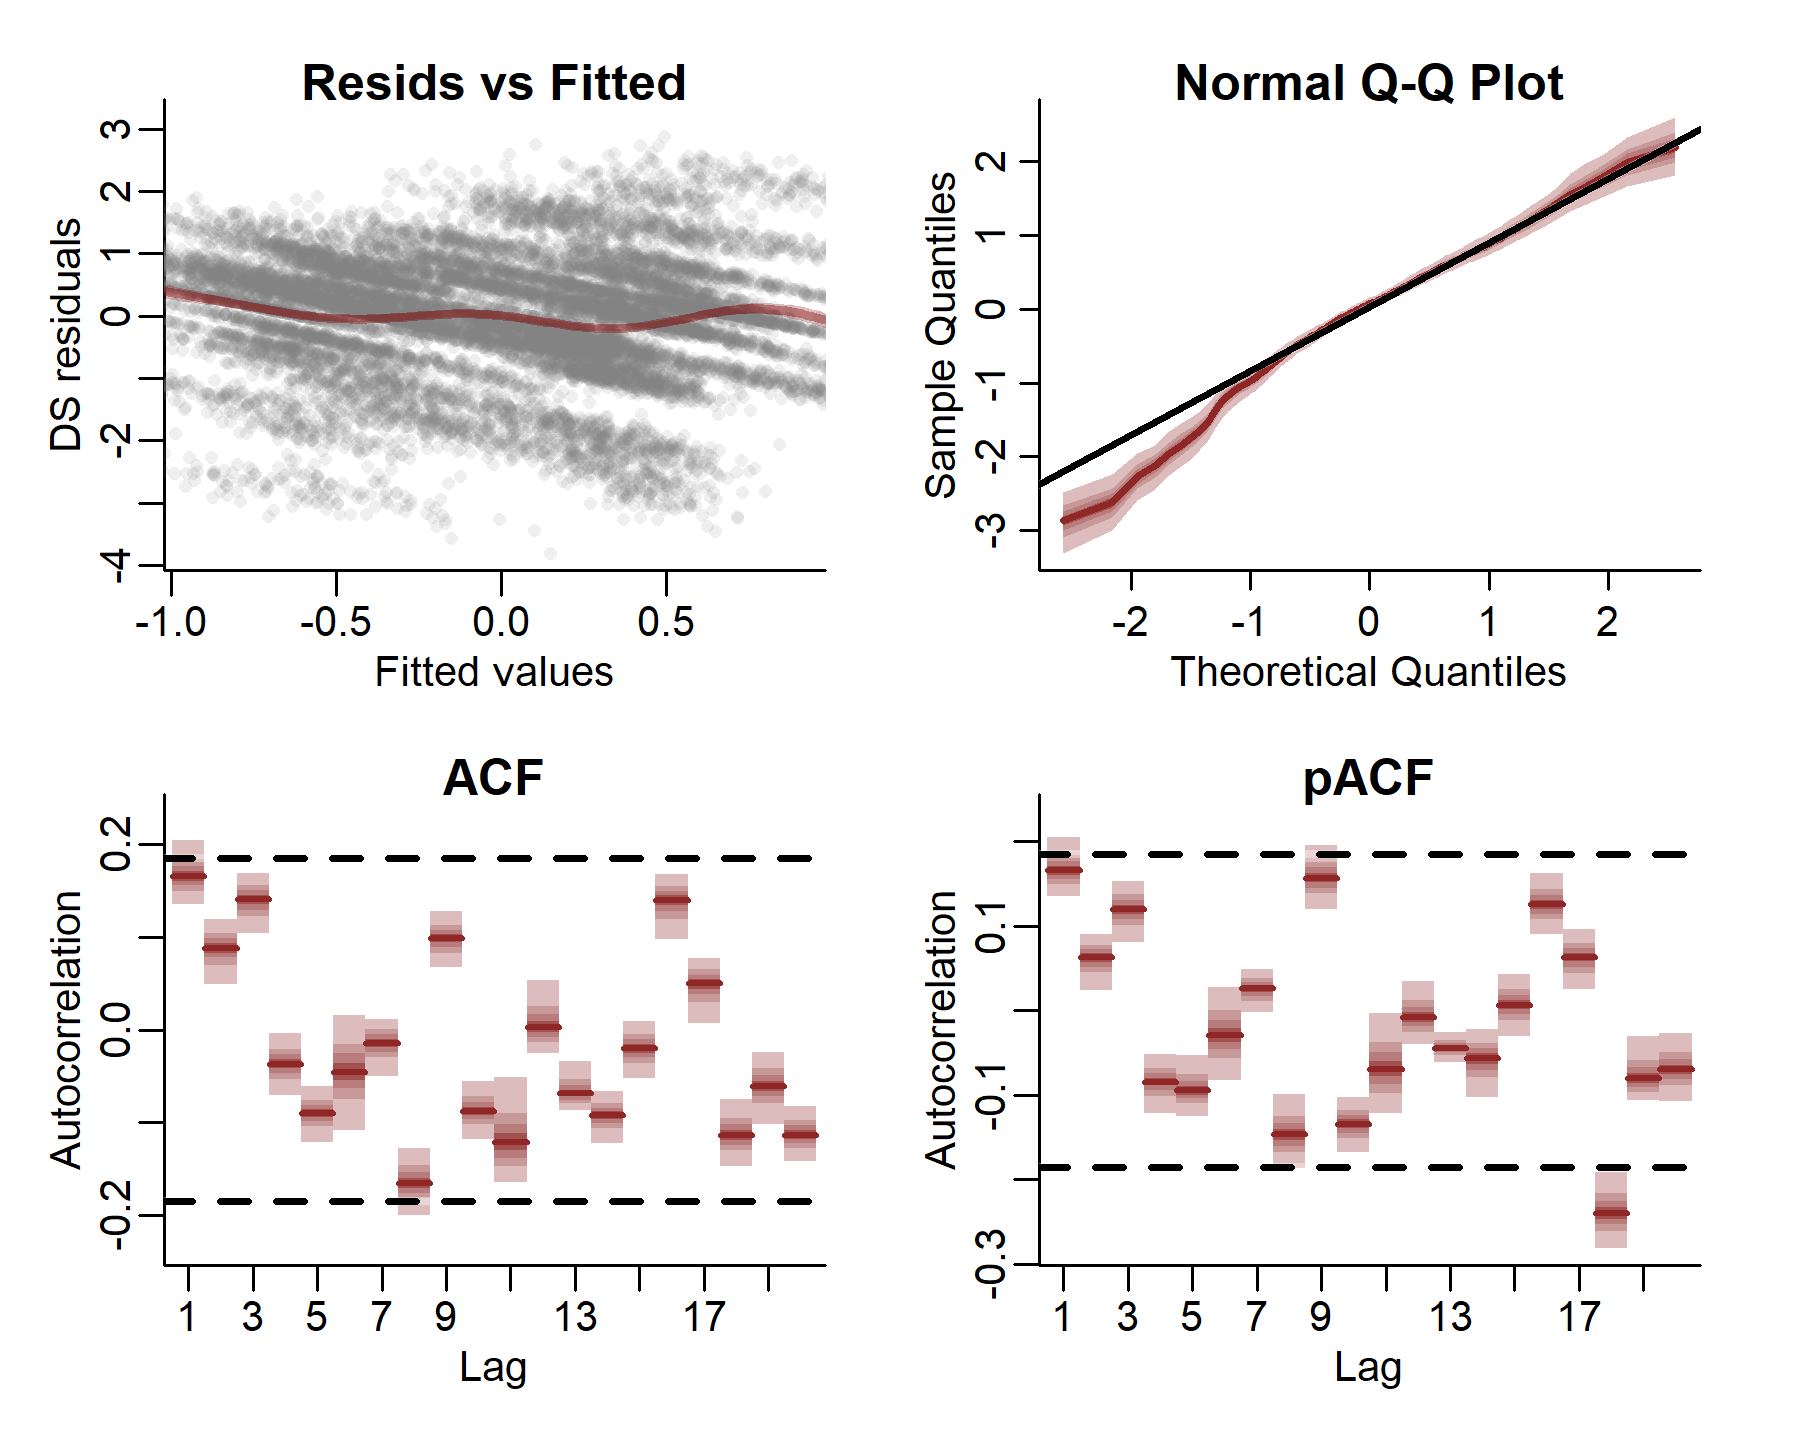 Resids vs Fitted
DS residuals
3
2
1
0
-2
-4
-1.0 -0.5 0.0 0.5
Fitted values
Normal Q-Q Plot
Sample Quantiles
2
1
0
-1
-2
-3
-2 -1 0 1 2
Theoretical Quantiles
ACF
Autocorrelation
0.2
0.0
-0.2
1 3 5 7 9 13 17
Lag
pACF
Autocorrelation
0.1
-0.1
-0.3
1 3 5 7 9 13 17
Lag